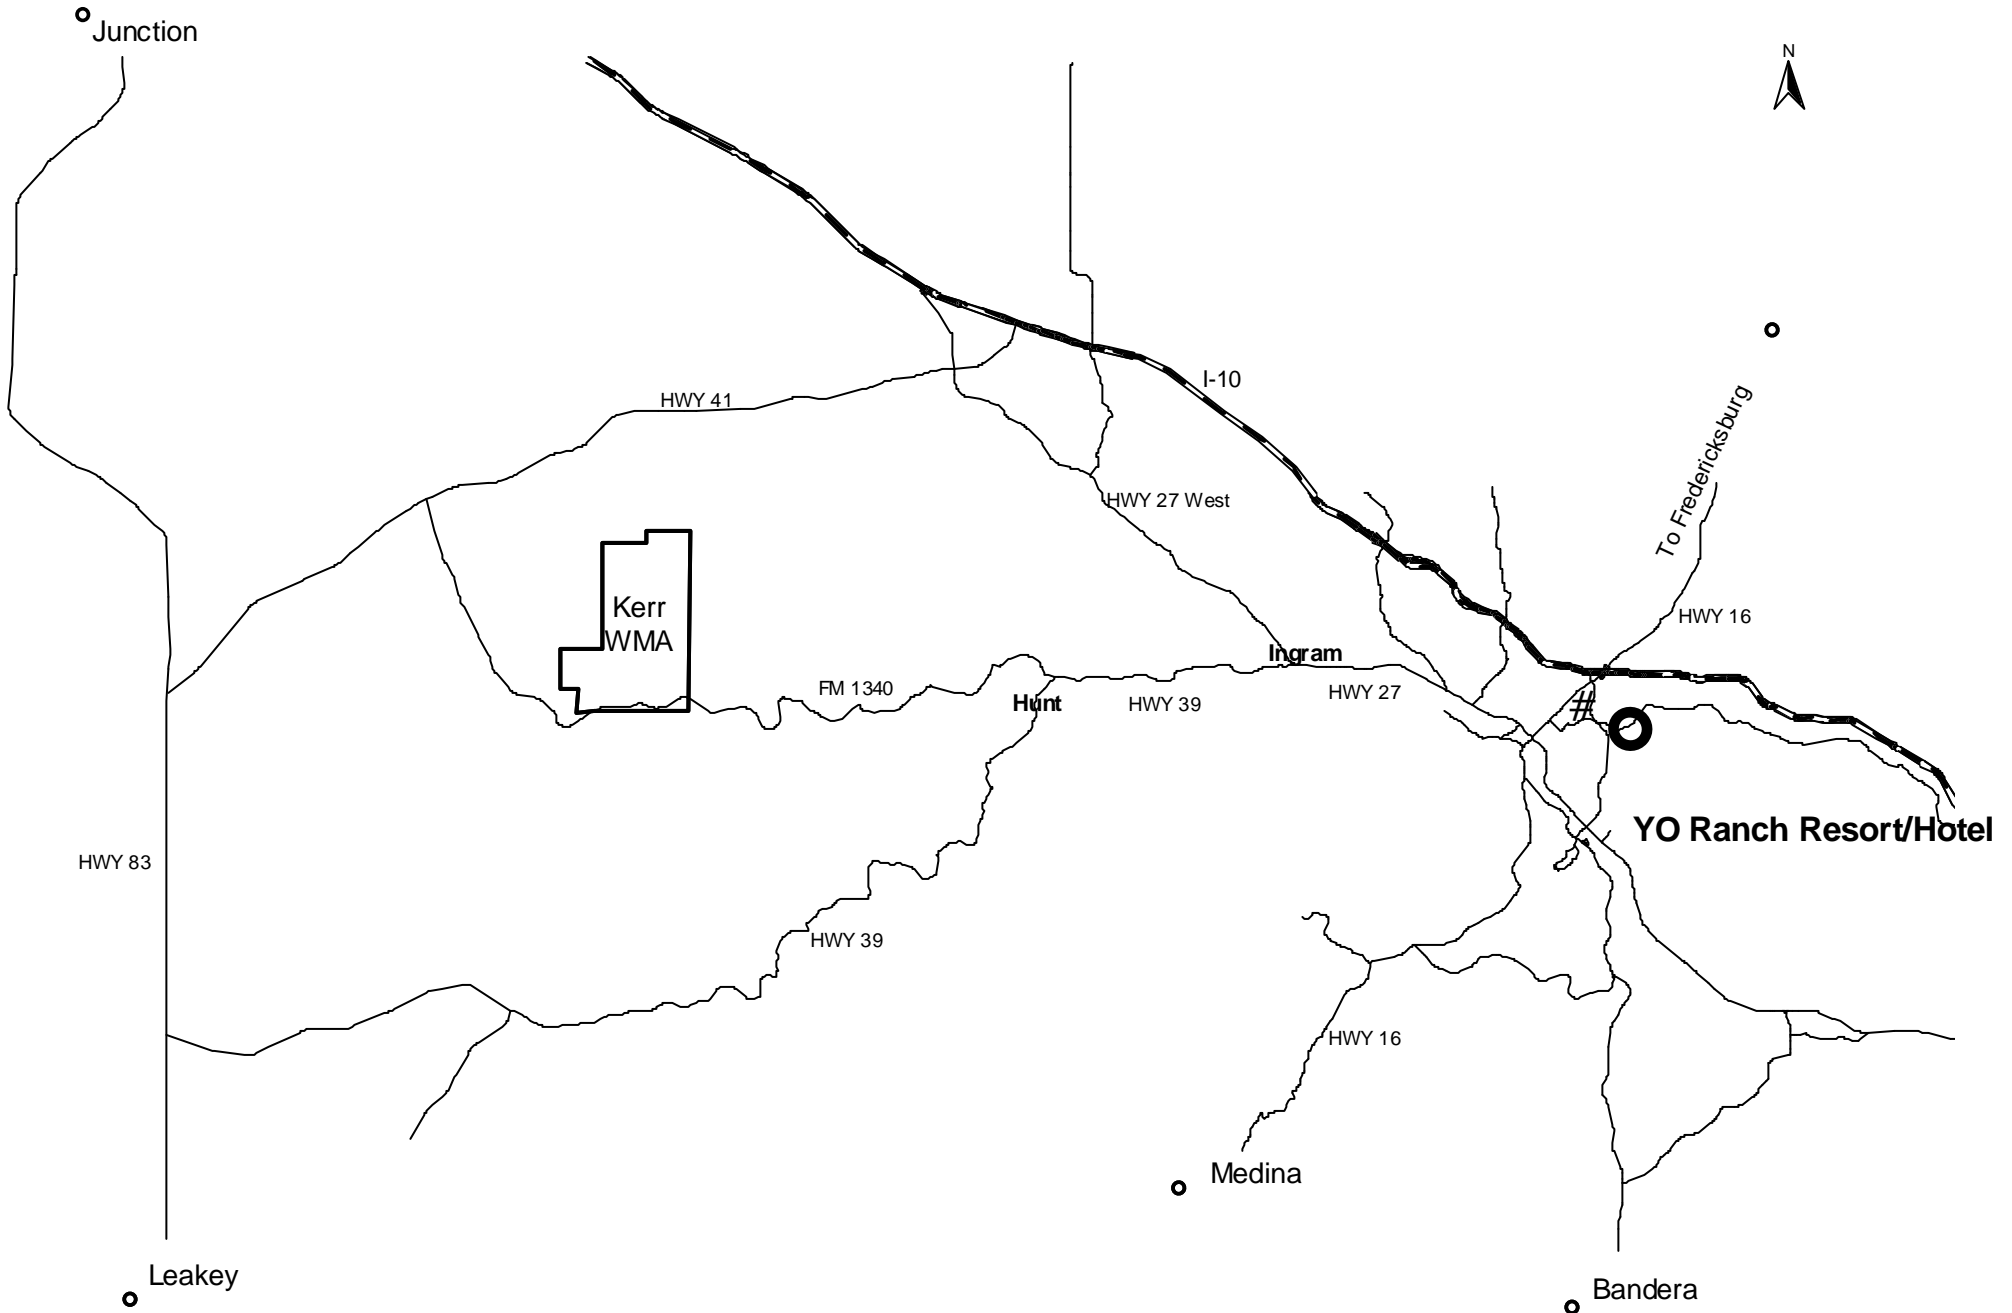 Junction
N
I-10
HWY 41
To Fredericksburg
HWY 27 West
Kerr
WMA
HWY 16
Ingram
FM 1340
HWY 27
Hunt
HWY 39
#
YO Ranch Resort/Hotel
HWY 83
HWY 39
HWY 16
Medina
Leakey
Bandera